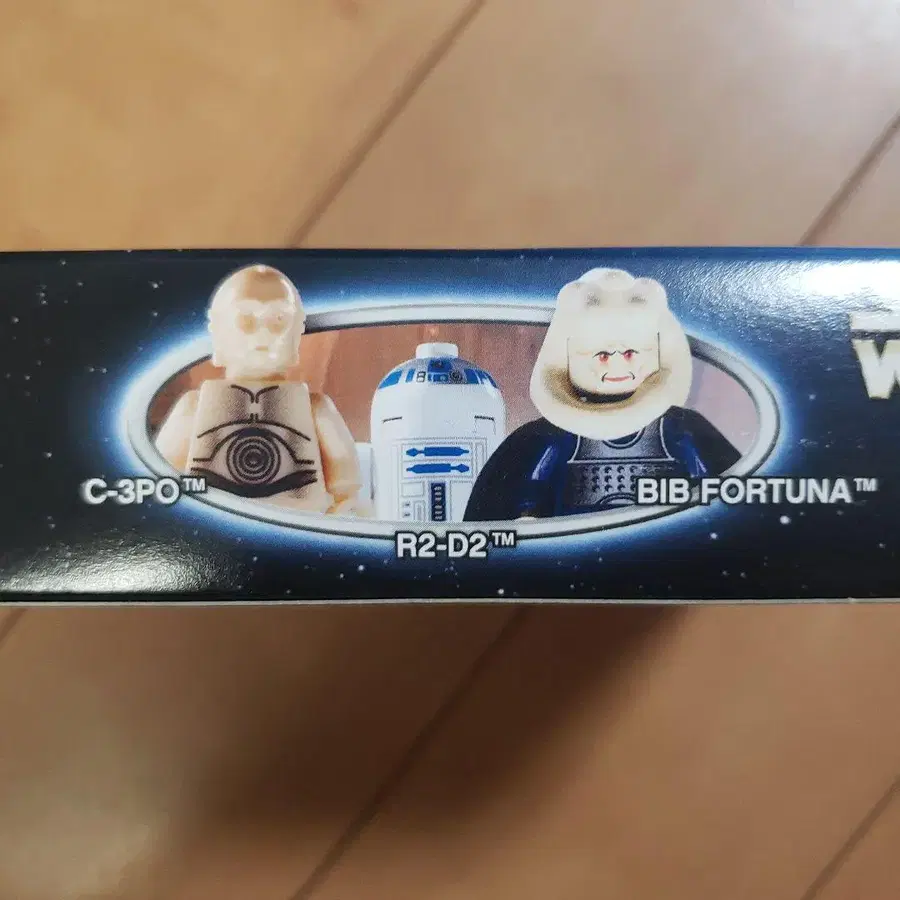 C-3PO™
BIB FORTUNA™
R2-D2™
W